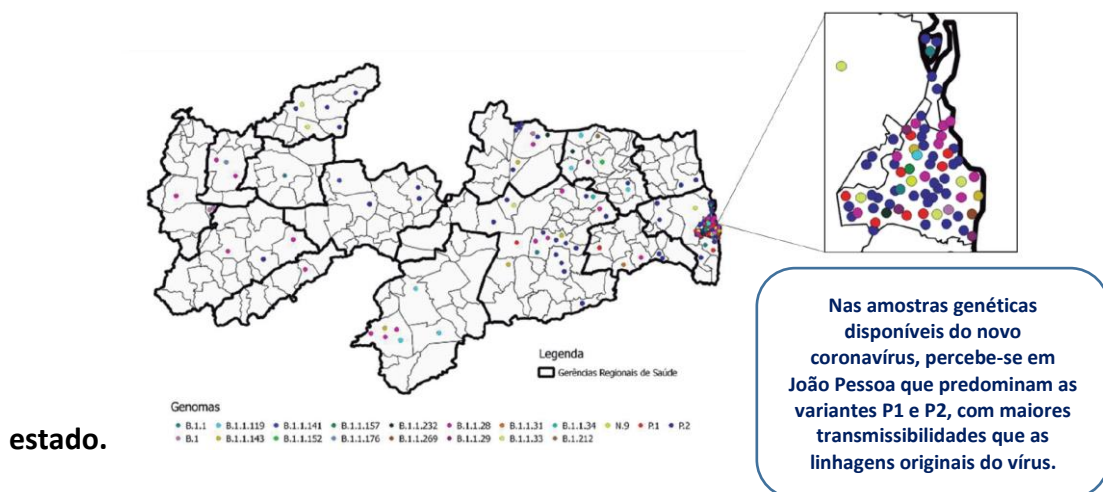 Legenda
Gerências Regionais de Saúde
Genomas
B.1.1 B.1.1.119 B.1.1.141 B.1.1.157 B.1.1.232 B.1.1.28 B.1.1.31 B.1.1.34 N.9 P.1 P.2
B.1 B.1.1.143 B.1.1.152 B.1.1.176 B.1.1.269 B.1.1.29 B.1.1.33 B.1.212
estado.
Nas amostras genéticas
disponíveis do novo
coronavírus, percebe-se em
João Pessoa que predominam as
variantes P1 e P2, com maiores
transmissibilidades que as
linhagens originais do vírus.